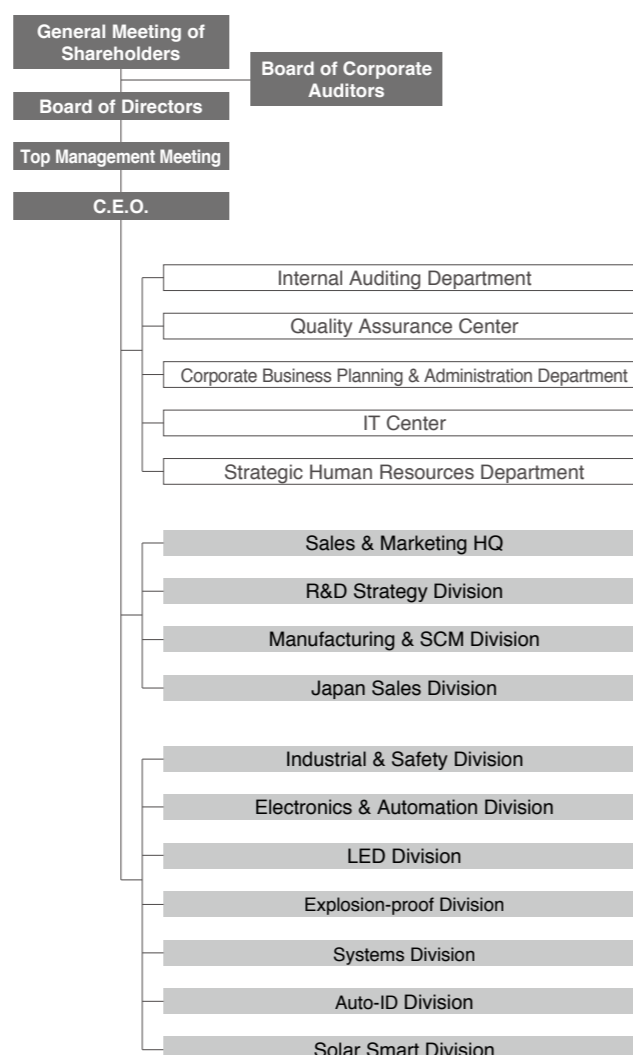 General Meeting of
Shareholders
Board of Corporate
Auditors
Board of Directors
Top Management Meeting
C.E.O.
Internal Auditing Department
Quality Assurance Center
Corporate Business Planning & Administration Department
IT Center
Strategic Human Resources Department
Sales & Marketing HQ
R&D Strategy Division
Manufacturing & SCM Division
Japan Sales Division
Industrial & Safety Division
Electronics & Automation Division
LED Division
Explosion-proof Division
Systems Division
Auto-ID Division
Solar Smart Division